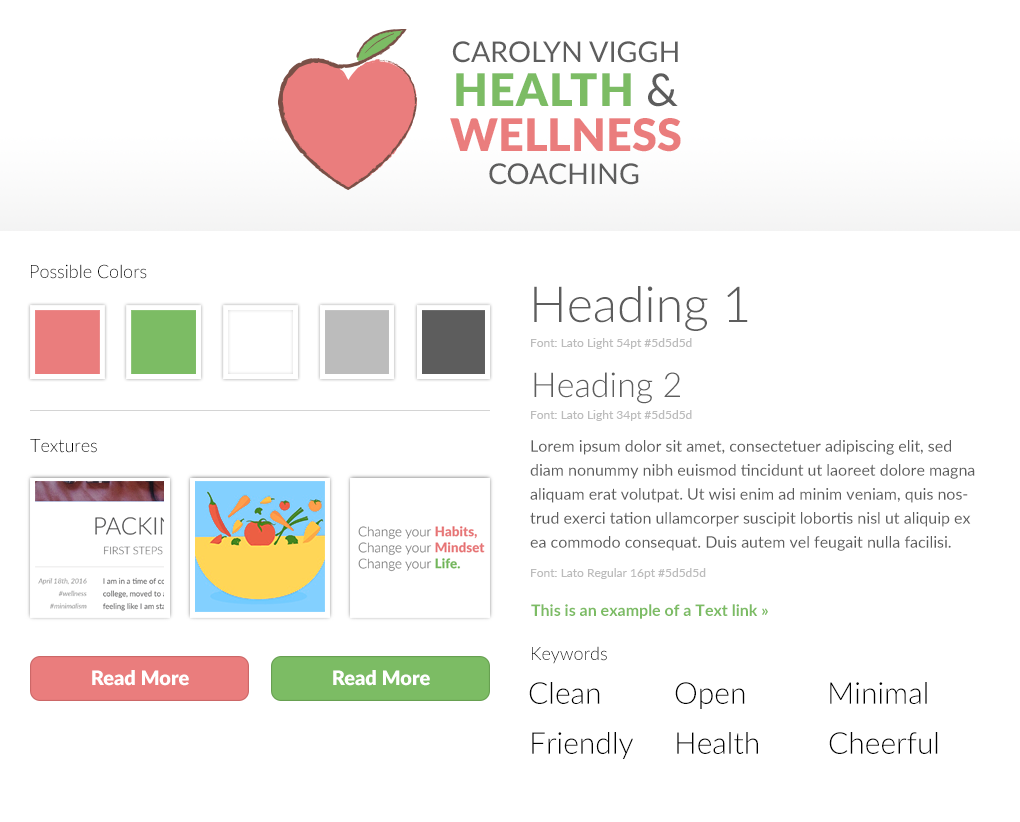 CAROLYN VIGGH
HEALTH &
WELLNESS
COACHING
Possible Colors
Textures
PACKIN
FIRST STEPS
April 18th, 2016
#wellness
#minimalism
I am in a time of co
college, moved to a
feeling like I am sta
Change your Habits,
Change your Mindset
Change your Life.
Read More
Read More
Heading 1
Font: Lato Light 54pt #5d5d5d
Heading 2
Font: Lato Light 34pt #5d5d5d
Lorem ipsum dolor sit amet, consectetuer adipiscing elit, sed
diam nonummy nibh euismod tincidunt ut laoreet dolore magna
aliquam erat volutpat. Ut wisi enim ad minim veniam, quis nos-
trud exerci tation ullamcorper suscipit lobortis nisl ut aliquip ex
ea commodo consequat. Duis autem vel feugait nulla facilisi.
Font: Lato Regular 16pt #5d5d5d
This is an example of a Text link »
Keywords
Clean Open Minimal
Friendly Health Cheerful